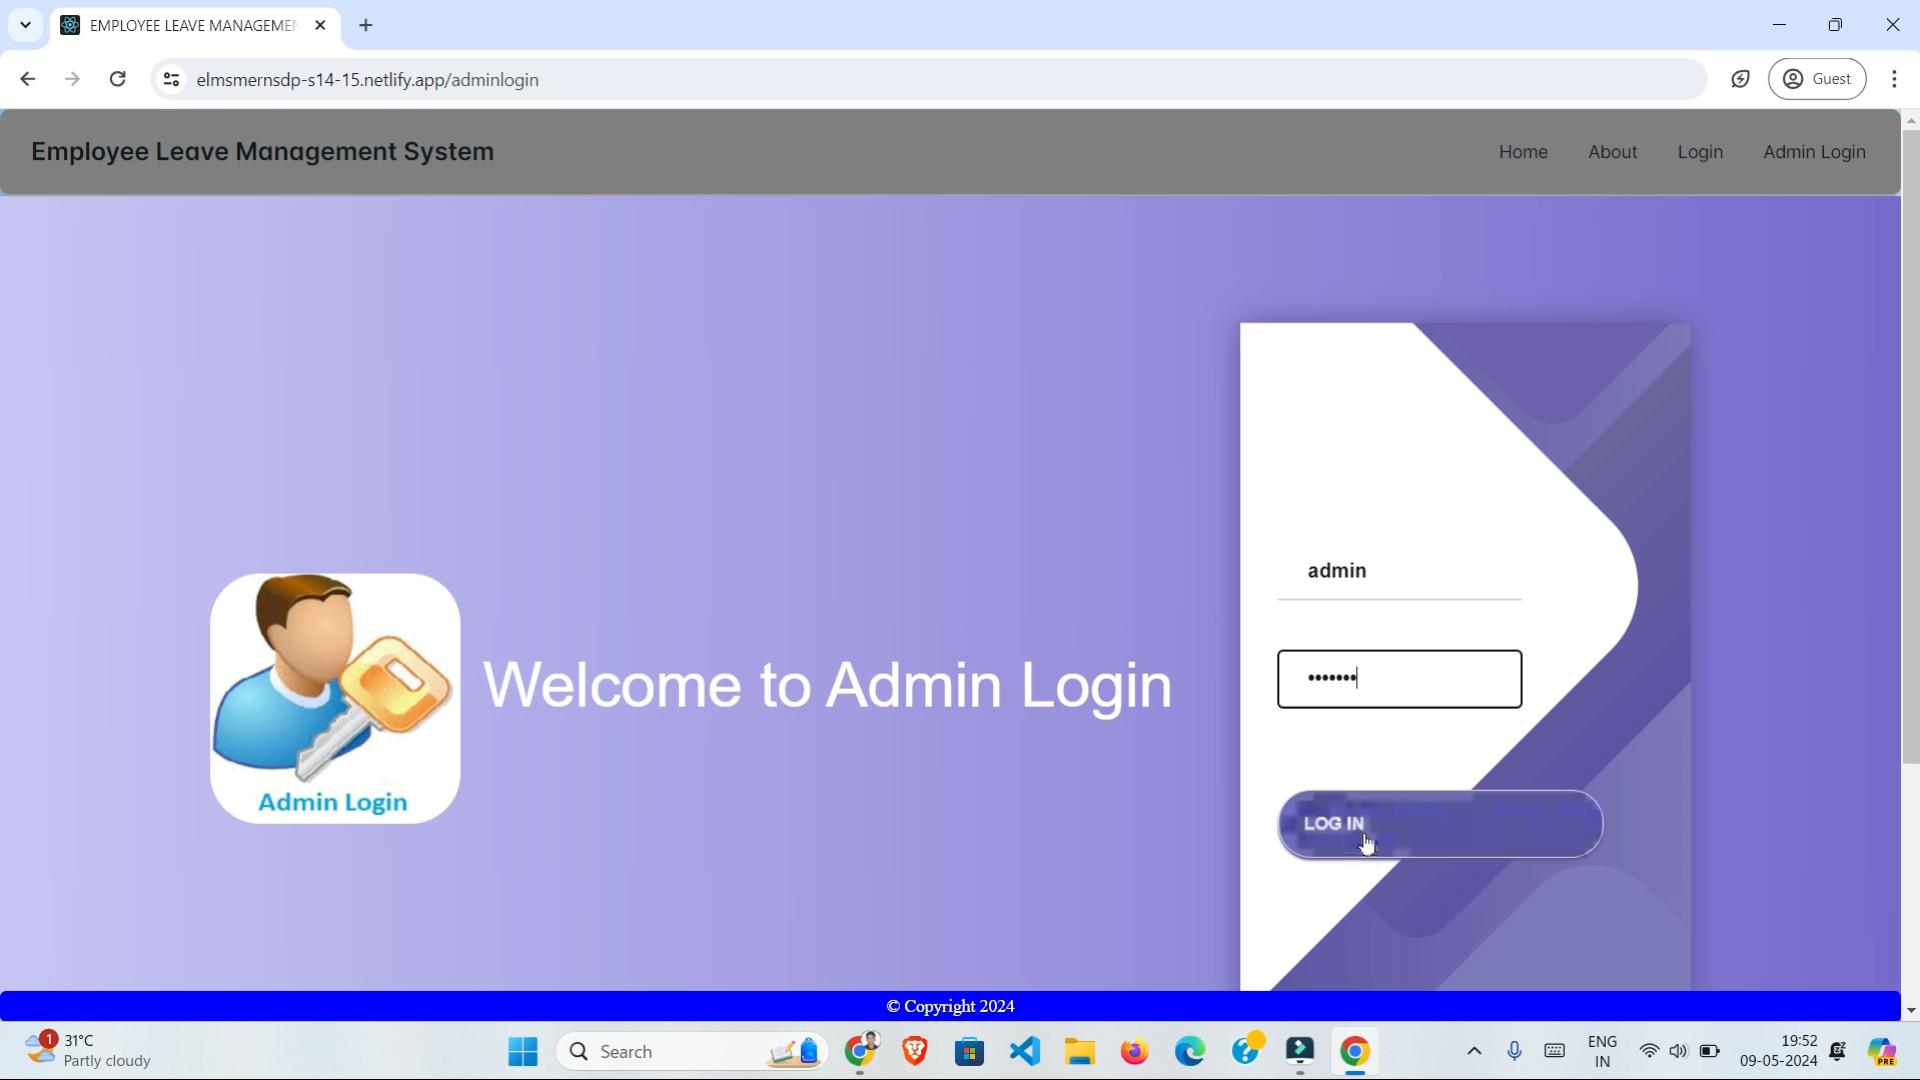 EMPLOYEE LEAVE MANAGEMEN
elmsmernsdp-s14-15.netlify.app/adminlogin
Guest
Employee Leave Management System
Home About Login Admin Login
admin
•••••••
Welcome to Admin Login
Admin Login
LOG IN
© Copyright 2024
1
31°C
Partly cloudy
Search
ENG
IN
19:52
09-05-2024
PRE